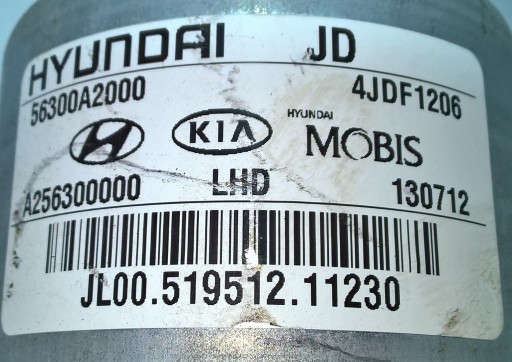 HYUNDAI JD
56300A2000 4JDF1206
KIA HYUNDAI MOBIS
A256300000 LHD 130712
JL00.519512.11230